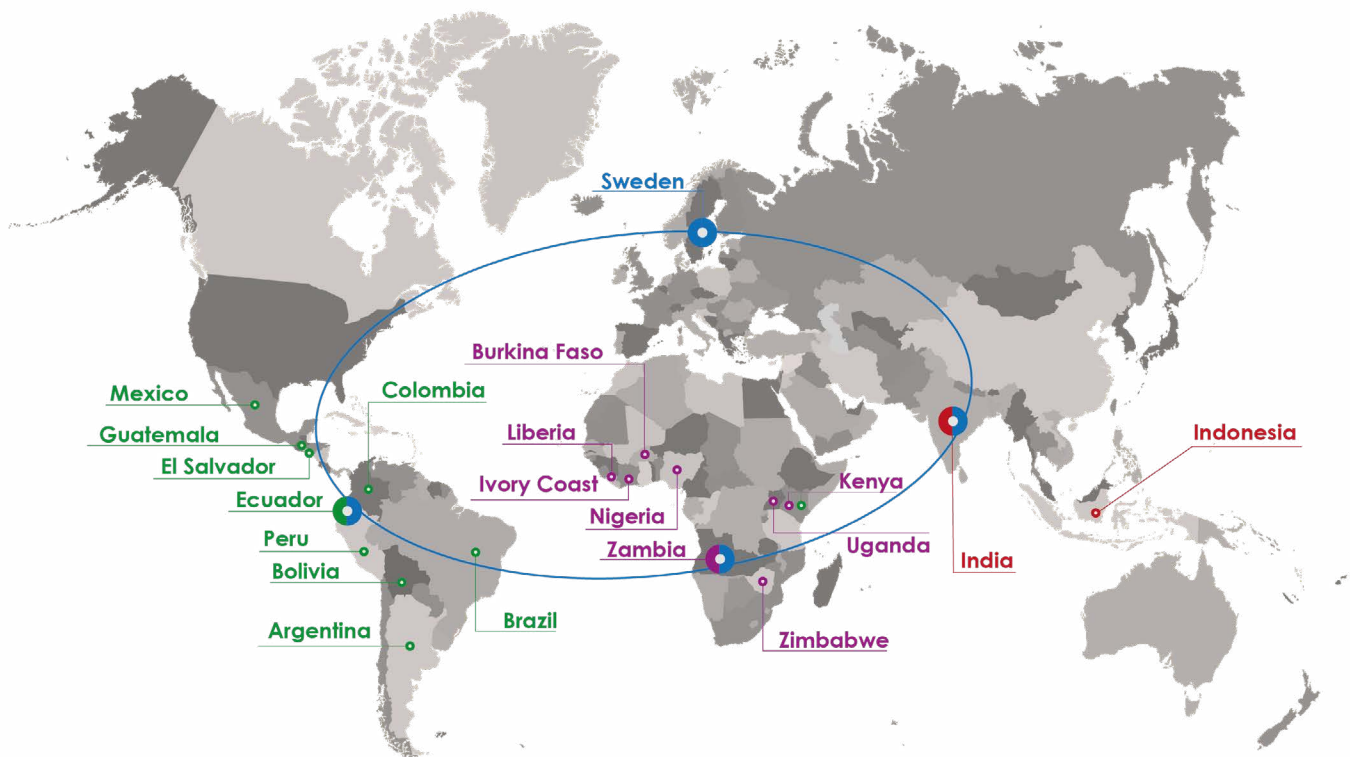 Sweden
Burkina Faso
Mexico
Colombia
Guatemala
Liberia
Indonesia
El Salvador
Ivory Coast
Kenya
Ecuador
Nigeria
Peru
Zambia
Uganda
India
Bolivia
Brazil
Argentina
Zimbabwe